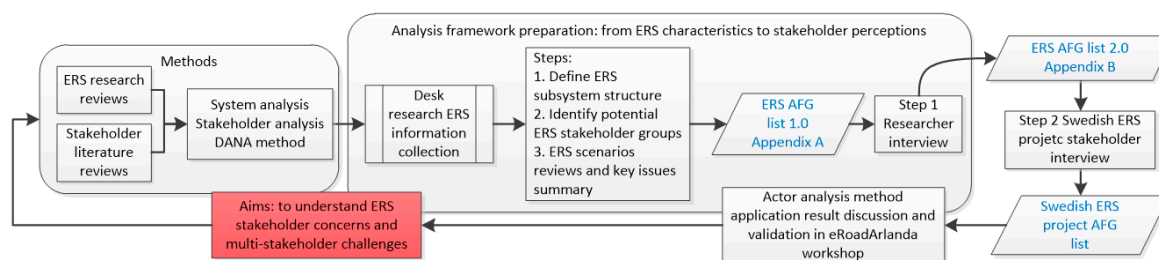 Analysis framework preparation: from ERS characteristics to stakeholder perceptions
Methods
ERS research
reviews
Stakeholder
literature
reviews
System analysis
Stakeholder analysis
DANA method
Desk
research ERS
information
collection
Steps:
1. Define ERS
subsystem structure
2. Identify potential
ERS stakeholder groups
3. ERS scenarios
reviews and key issues
summary
ERS AFG
list 1.0
Appendix A
Step 1
Researcher
interview
ERS AFG list 2.0
Appendix B
Step 2 Swedish ERS
projetc stakeholder
interview
Swedish ERS
project AFG
list
Actor analysis method
application result discussion and
validation in eRoadArlanda
workshop
Aims: to understand ERS
stakeholder concerns and
multi-stakeholder challenges